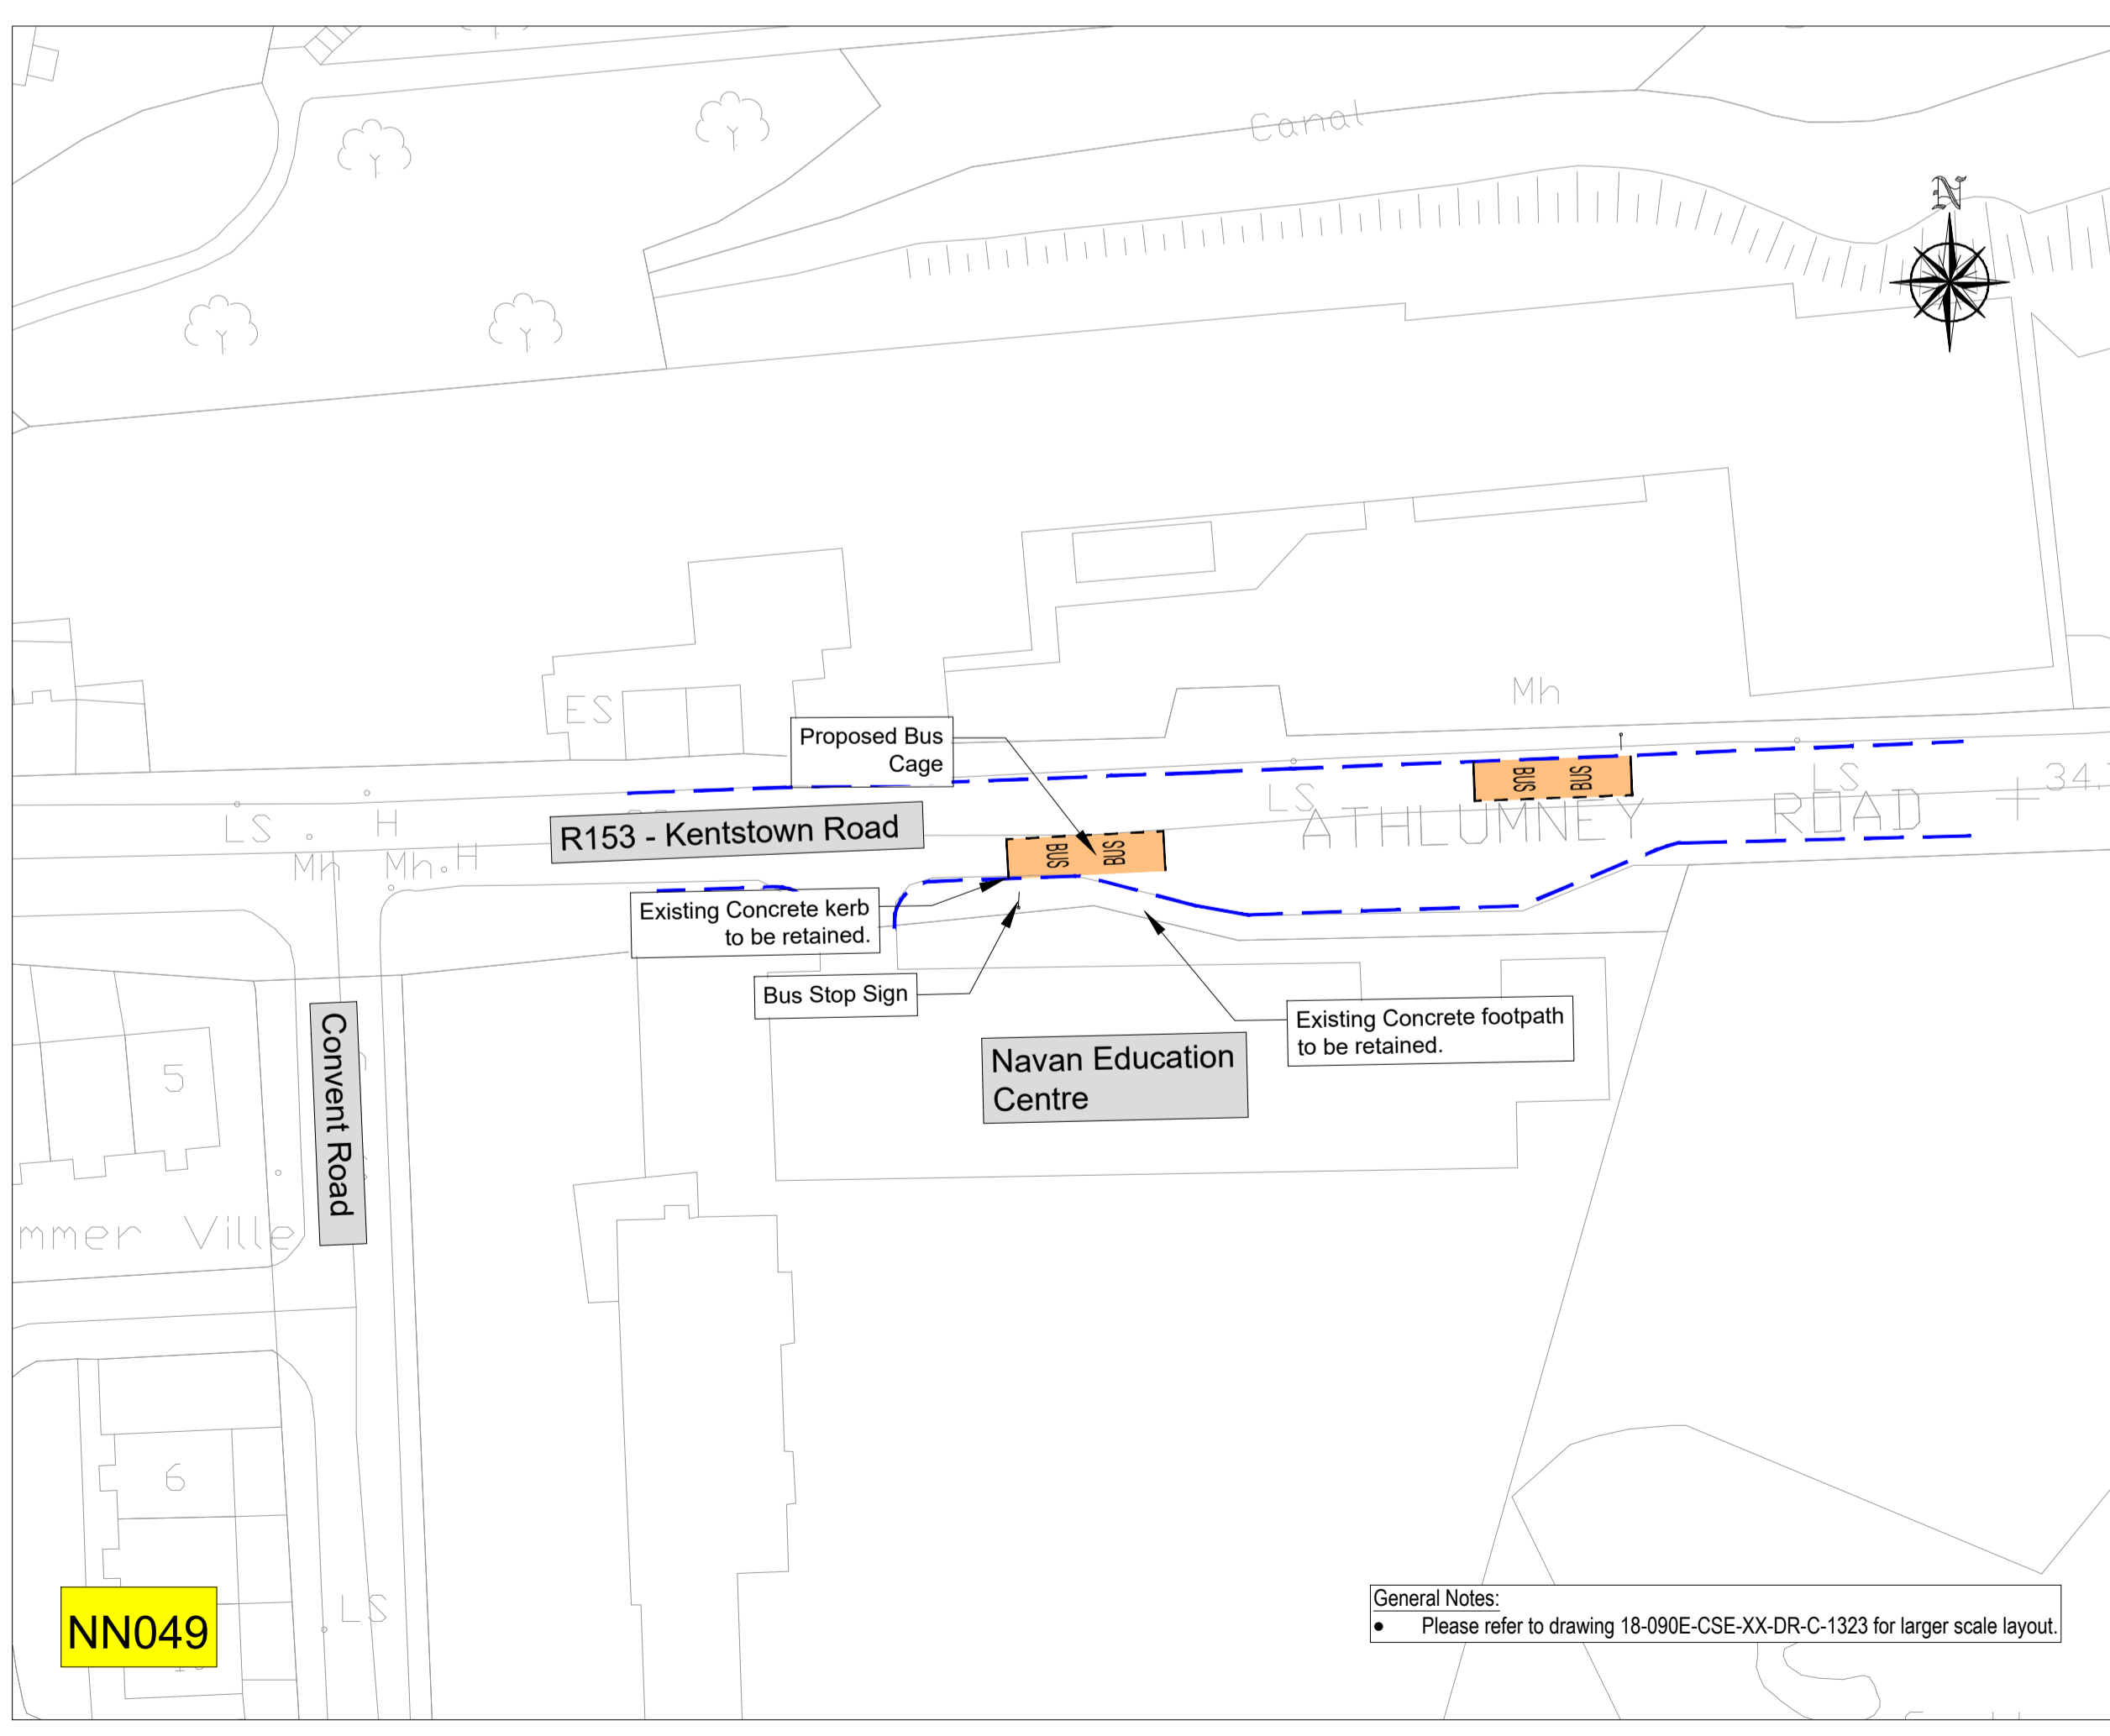 Canal
N
Mh
ES
Proposed Bus
Cage
BUS
BUS
LS
LS
34.
ATHLUMNEY ROAD
LS
H
R153 - Kentstown Road
BUS
BUS
Mh
Mh.H
Existing Concrete kerb
to be retained.
Bus Stop Sign
Existing Concrete footpath
to be retained.
Navan Education
Centre
Convent Road
5
mmer Ville
6
LS
NN049
General Notes:
● Please refer to drawing 18-090E-CSE-XX-DR-C-1323 for larger scale layout.